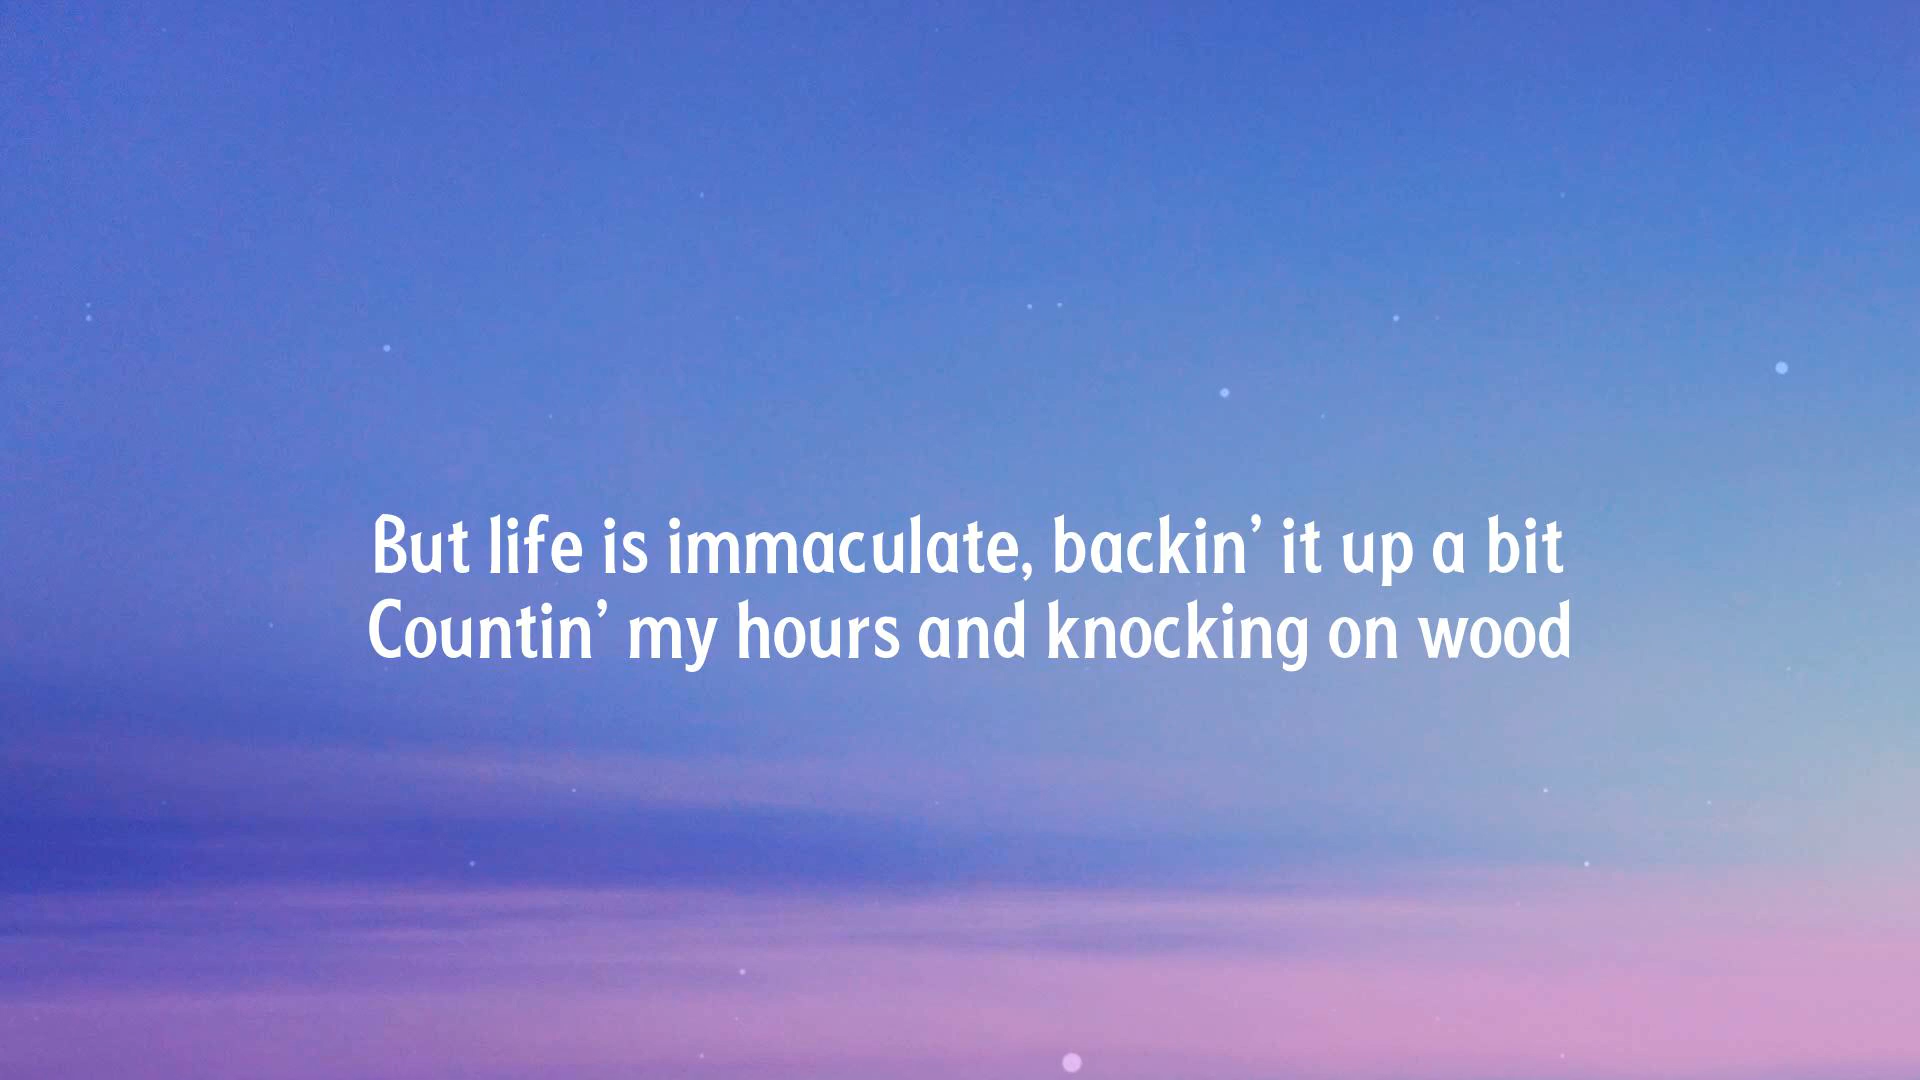 But life is immaculate, backin’ it up a bit
Countin’ my hours and knocking on wood